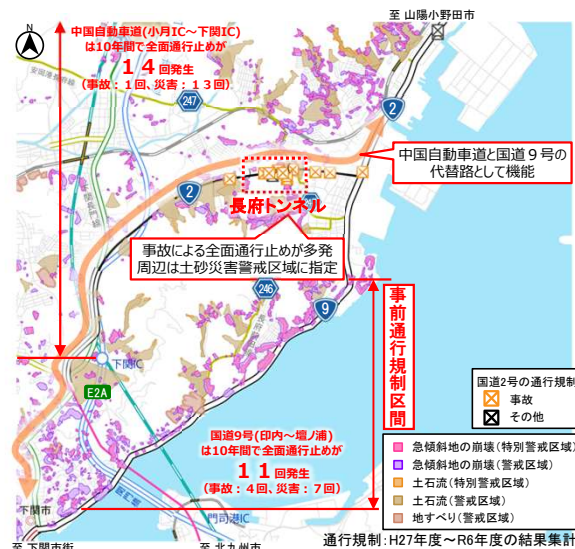 至 山陽小野田市
N
中国自動車道(小月IC～下関IC)
は10年間で全面通行止めが
１４回発生
(事故：1回、災害：１３回)
247
2
中国自動車道と国道９号の
代替路として機能
2
長府トンネル
事故による全面通行止めが多発
周辺は土砂災害警戒区域に指定
246
9
事前通行規制区間
下関IC
E2A
国道9号(印内～壇ノ浦)
は10年間で全面通行止めが
１１回発生
(事故：４回、災害：７回)
国道2号の通行規制
事故
その他
急傾斜地の崩壊(特別警戒区域)
急傾斜地の崩壊(警戒区域)
土石流(特別警戒区域)
土石流(警戒区域)
地すべり(警戒区域)
下関市
門司港IC
至 下関市街
至 北九州市
通行規制：H27年度～R6年度の結果集計